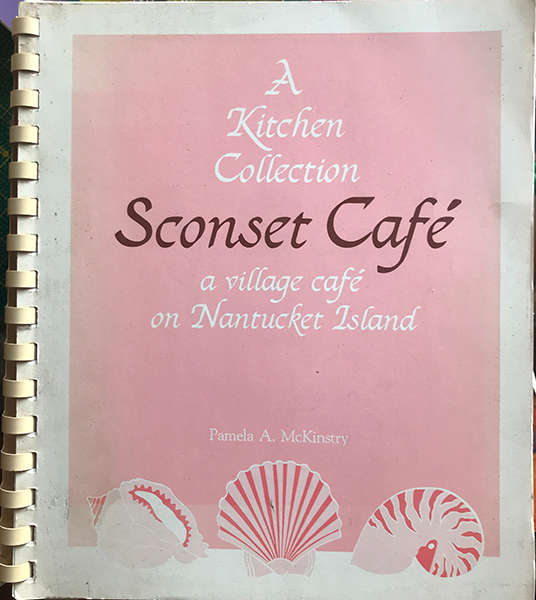 A
Kitchen
Collection
Sconset Café
a village café
on Nantucket Island
Pamela A. McKinstry